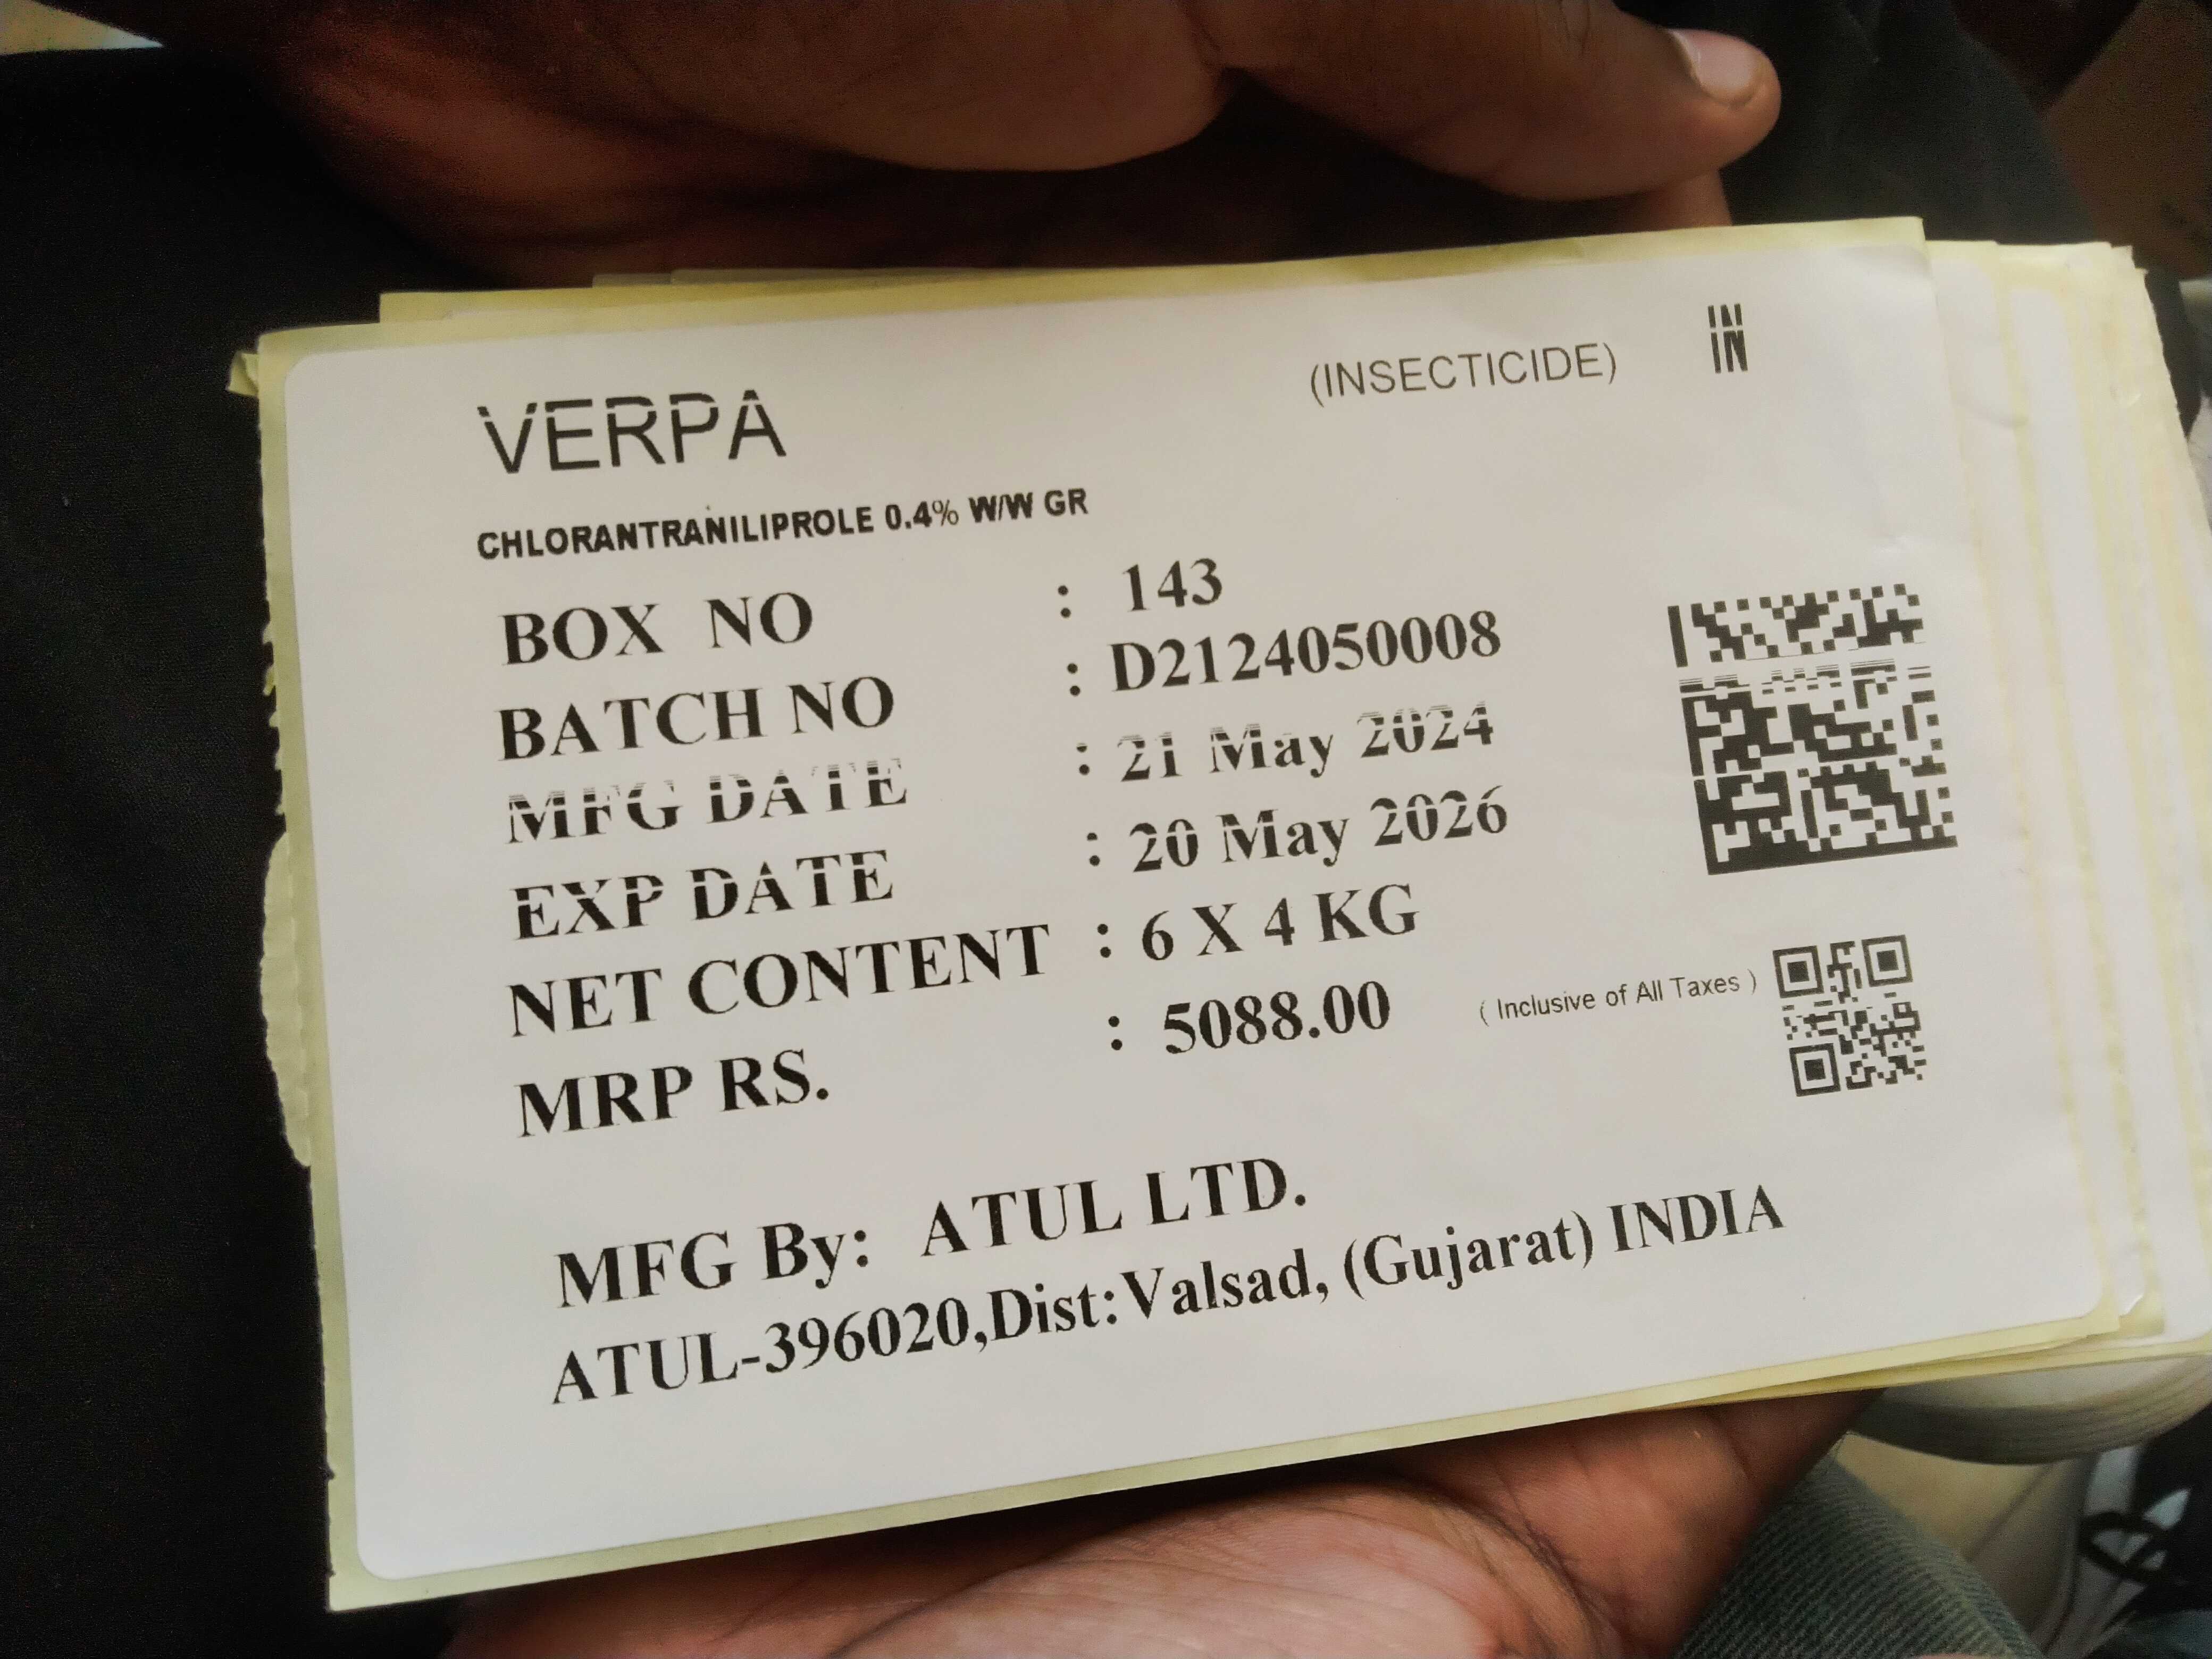 VERPA (INSECTICIDE) IN
CHLORANTRANILIPROLE 0.4% W/W GR
BOX NO : 143
BATCH NO : D2124050008
MFG DATE : 21 May 2024
EXP DATE : 20 May 2026
NET CONTENT : 6 X 4 KG
MRP RS. : 5088.00 ( Inclusive of All Taxes )
MFG By: ATUL LTD.
ATUL-396020,Dist:Valsad, (Gujarat) INDIA